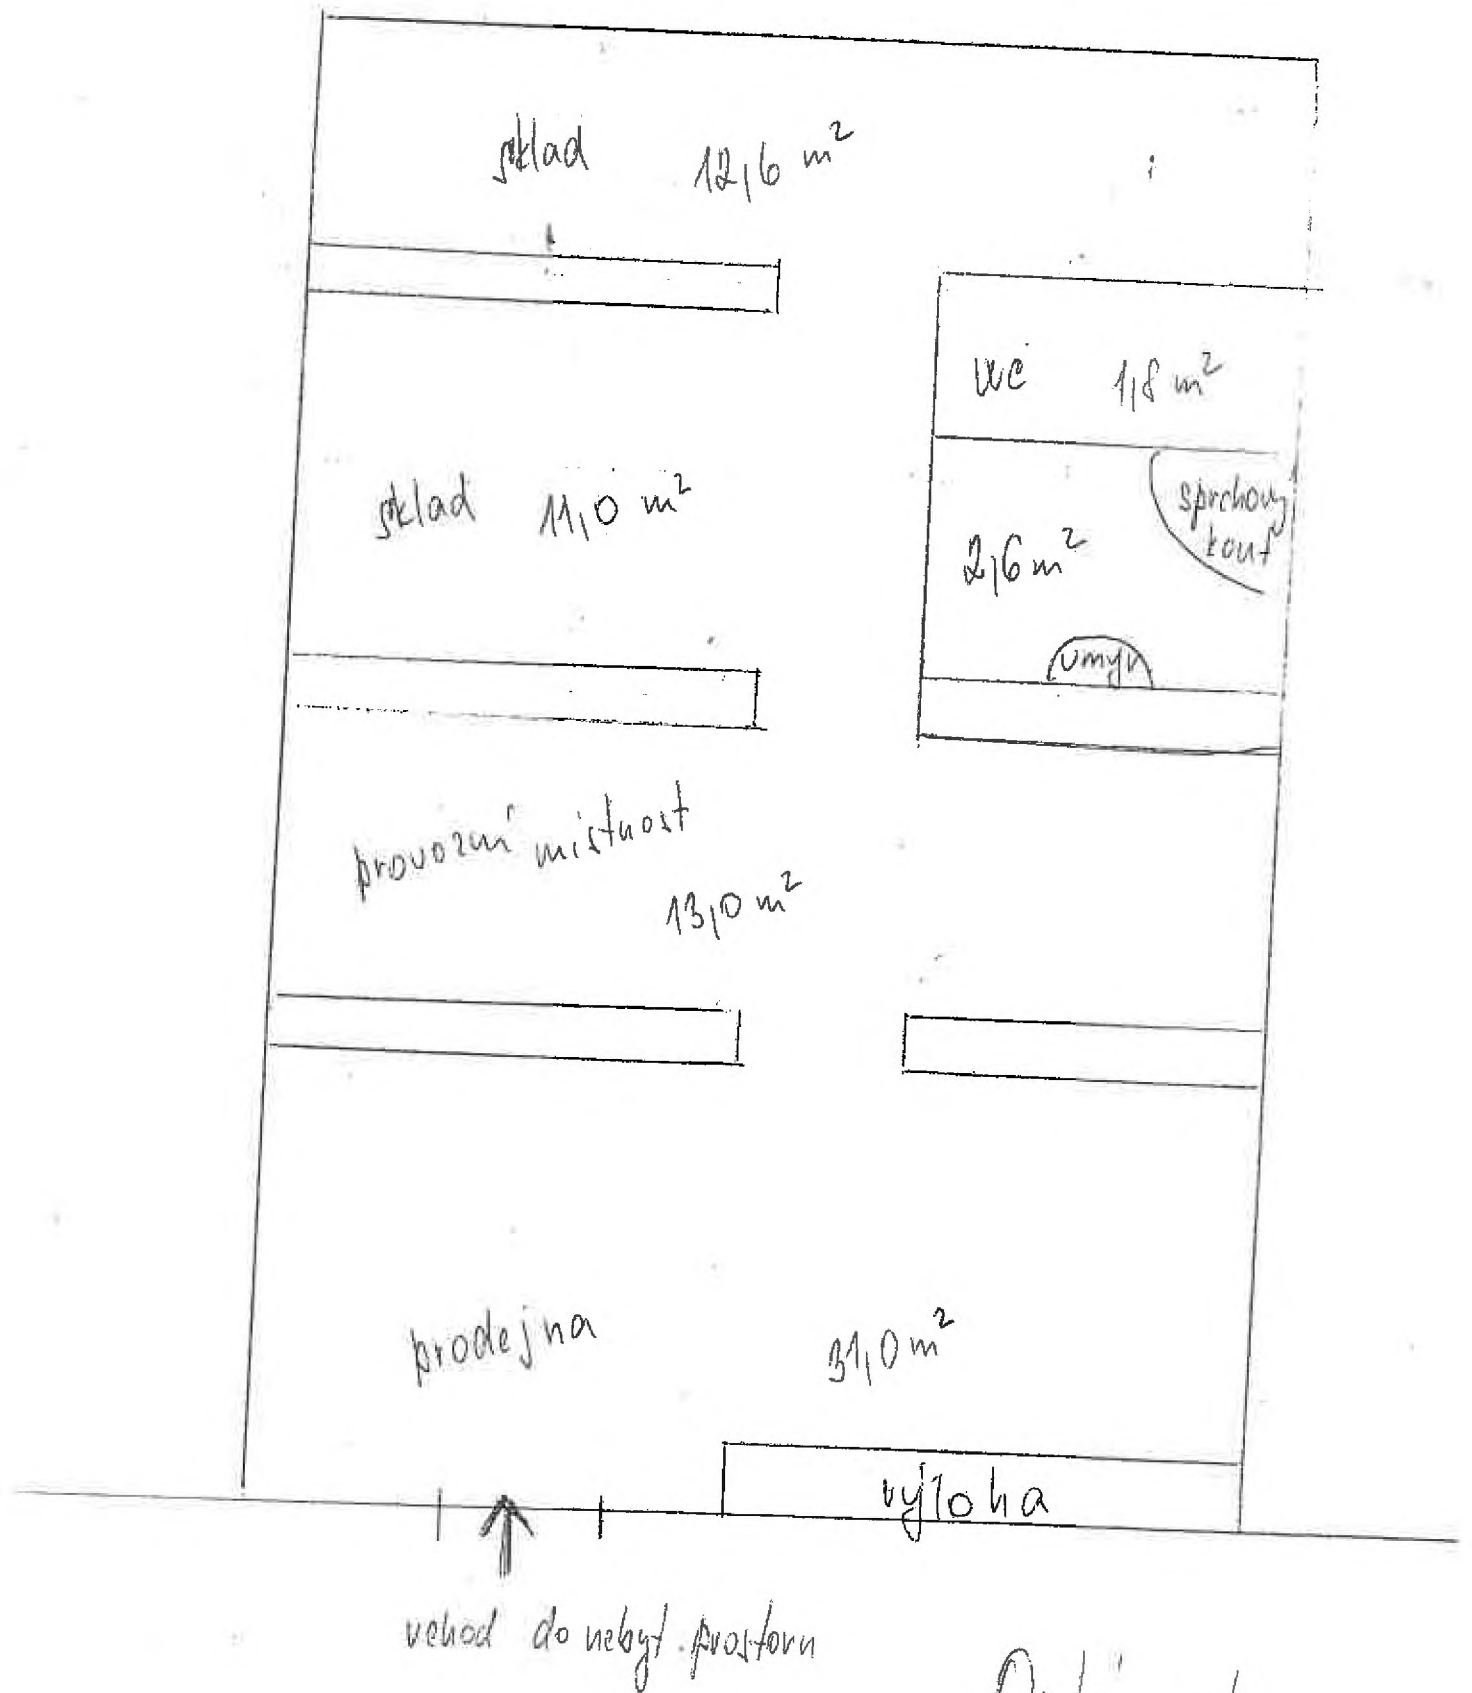 sklad 12,6 m²
WC 1,8 m²
sklad 11,0 m²
sprchový
kout
2,6 m²
umyv
provozní místnost
13,0 m²
prodejna 31,0 m²
výloha
vchod do nebyt. prostoru